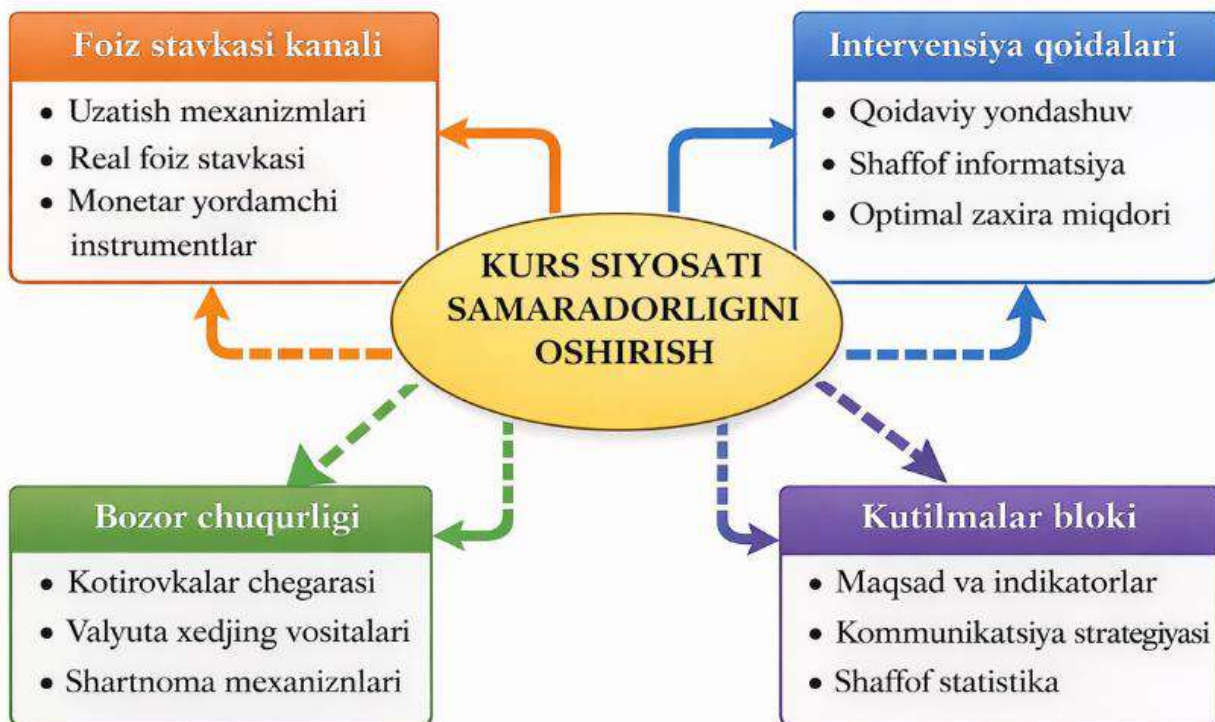 Foiz stavkasi kanali
• Uzatish mexanizmlari
• Real foiz stavkasi
• Monetar yordamchi
instrumentlar
Intervensiya qoidalari
• Qoidaviy yondashuv
• Shaffof informatsiya
• Optimal zaxira miqdori
KURS SIYOSATI
SAMARADORLIGINI
OSHIRISH
Bozor chuqurligi
• Kotirovkalar chegarasi
• Valyuta xedjing vositalari
• Shartnoma mexaniznlari
Kutilmalar bloki
• Maqsad va indikatorlar
• Kommunikatsiya strategiyasi
• Shaffof statistika